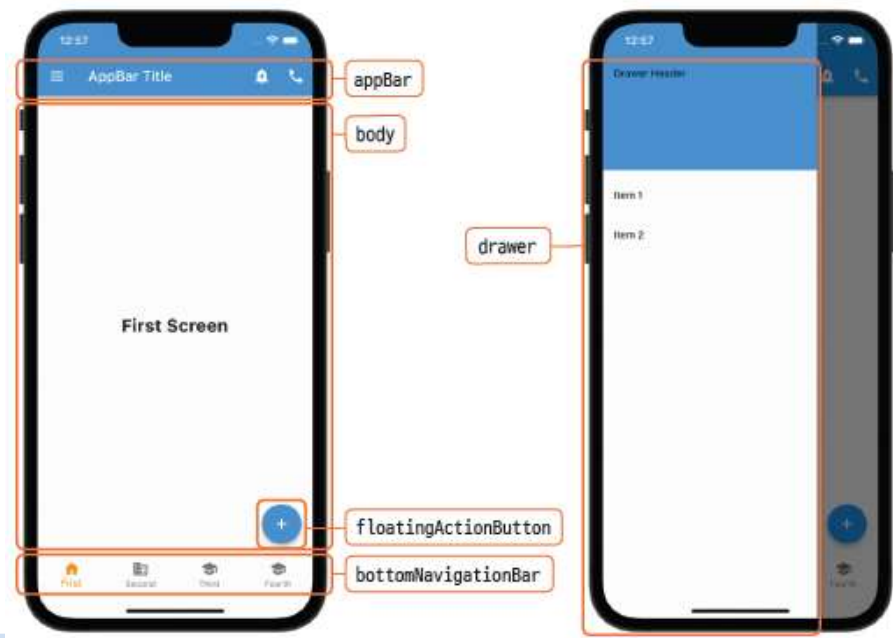 12:57
AppBar Title
appBar
body
First Screen
floatingActionButton
First
Second
Third
Fourth
bottomNavigationBar
12:57
Drawer Header
Item 1
Item 2
drawer
Fourth